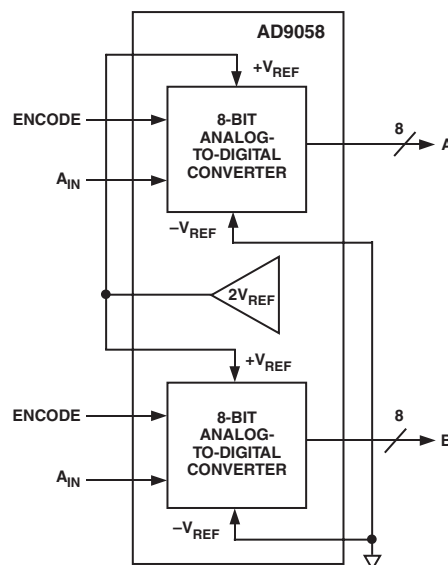 AD9058
+VREF
ENCODE
8-BIT
ANALOG-
TO-DIGITAL
CONVERTER
8
A
AIN
–VREF
2VREF
+VREF
ENCODE
8-BIT
ANALOG-
TO-DIGITAL
CONVERTER
8
AIN
–VREF